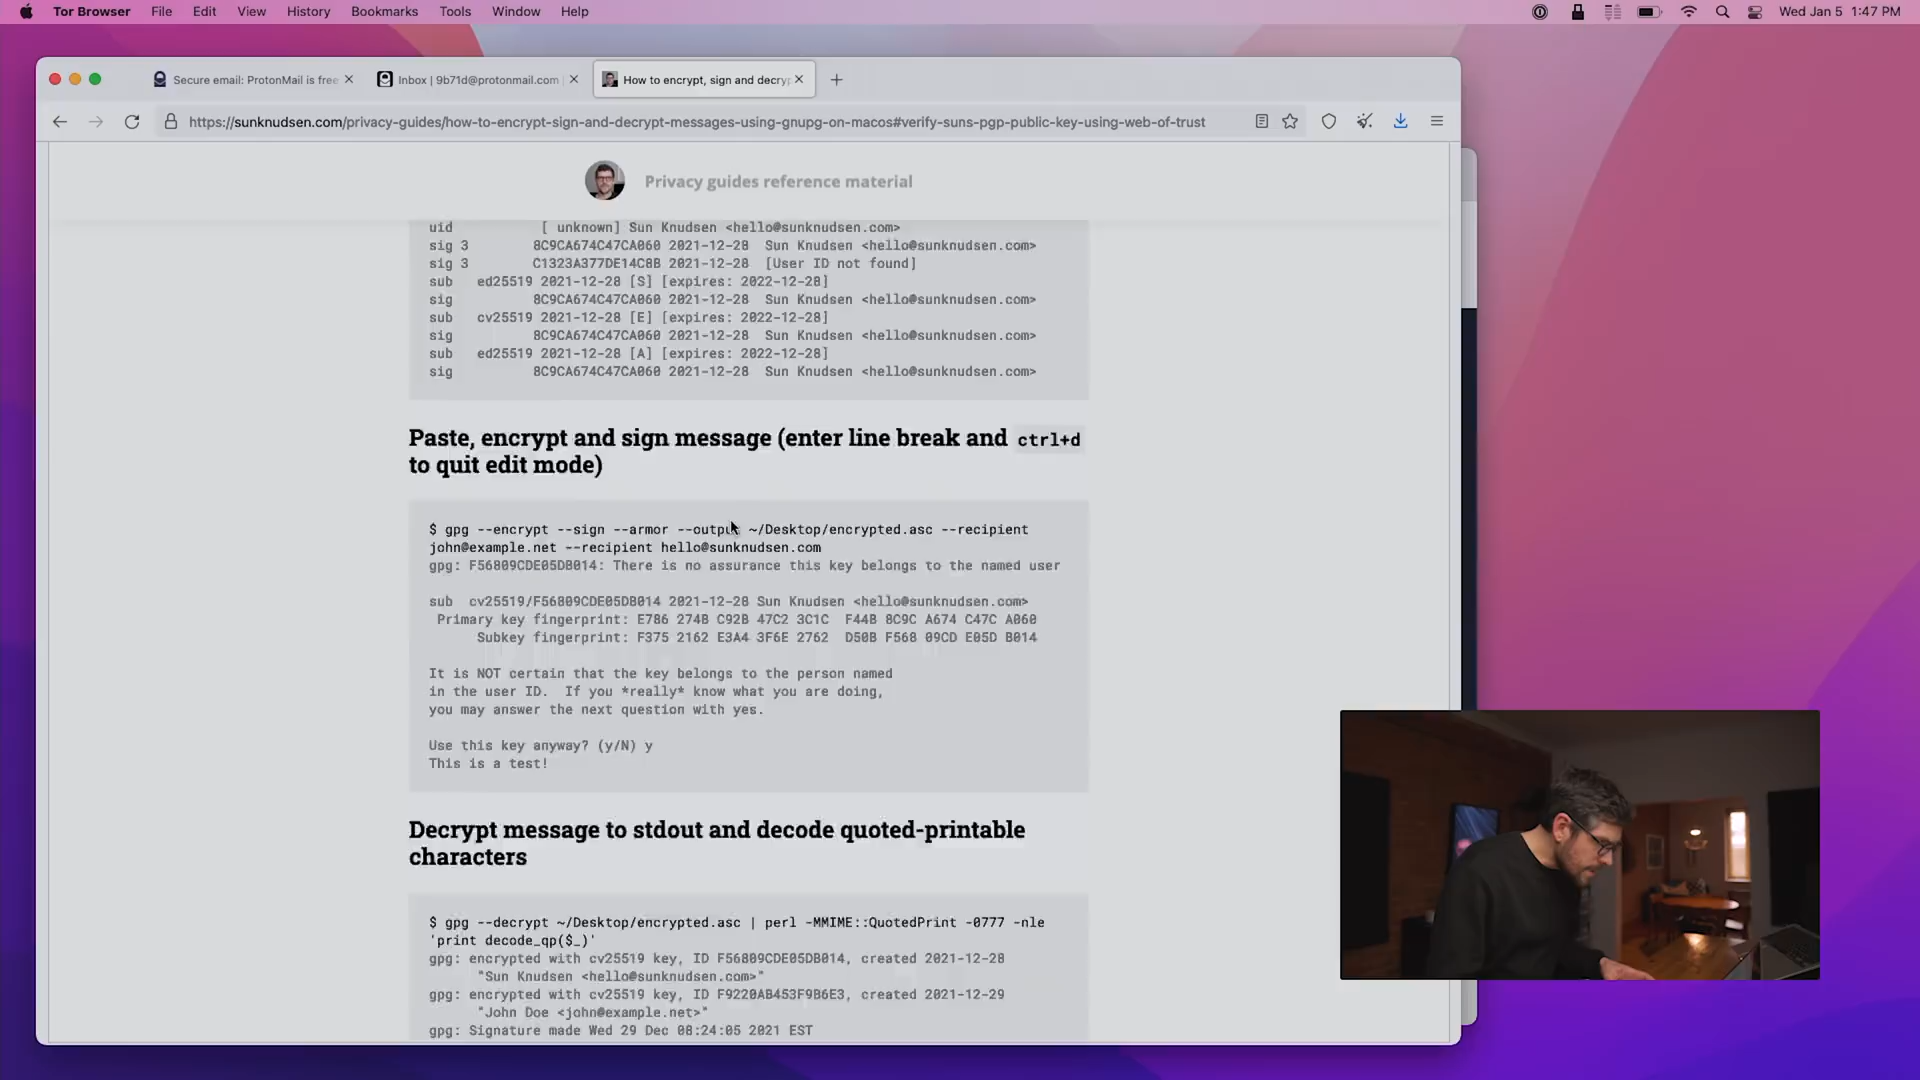 Tor Browser File Edit View History Bookmarks Tools Window Help Wed Jan 5 1:47 PM
Secure email: ProtonMail is free Inbox | 9b71d@protonmail.com How to encrypt, sign and decry
https://sunknudsen.com/privacy-guides/how-to-encrypt-sign-and-decrypt-messages-using-gnupg-on-macos#verify-suns-pgp-public-key-using-web-of-trust
Privacy guides reference material
uid [ unknown] Sun Knudsen <hello@sunknudsen.com>
sig 3 8C9CA674C47CA060 2021-12-28 Sun Knudsen <hello@sunknudsen.com>
sig 3 C1323A377DE14C8B 2021-12-28 [User ID not found]
sub ed25519 2021-12-28 [S] [expires: 2022-12-28]
sig 8C9CA674C47CA060 2021-12-28 Sun Knudsen <hello@sunknudsen.com>
sub cv25519 2021-12-28 [E] [expires: 2022-12-28]
sig 8C9CA674C47CA060 2021-12-28 Sun Knudsen <hello@sunknudsen.com>
sub ed25519 2021-12-28 [A] [expires: 2022-12-28]
sig 8C9CA674C47CA060 2021-12-28 Sun Knudsen <hello@sunknudsen.com>
Paste, encrypt and sign message (enter line break and ctrl+d
to quit edit mode)
$ gpg --encrypt --sign --armor --output ~/Desktop/encrypted.asc --recipient
john@example.net --recipient hello@sunknudsen.com
gpg: F56809CDE05DB014: There is no assurance this key belongs to the named user
sub cv25519/F56809CDE05DB014 2021-12-28 Sun Knudsen <hello@sunknudsen.com>
Primary key fingerprint: E786 274B C92B 47C2 3C1C F44B 8C9C A674 C47C A060
Subkey fingerprint: F375 2162 E3A4 3F6E 2762 D50B F568 09CD E05D B014
It is NOT certain that the key belongs to the person named
in the user ID. If you *really* know what you are doing,
you may answer the next question with yes.
Use this key anyway? (y/N) y
This is a test!
Decrypt message to stdout and decode quoted-printable
characters
$ gpg --decrypt ~/Desktop/encrypted.asc | perl -MMIME::QuotedPrint -0777 -nle
'print decode_qp($_)'
gpg: encrypted with cv25519 key, ID F56809CDE05DB014, created 2021-12-28
"Sun Knudsen <hello@sunknudsen.com>"
gpg: encrypted with cv25519 key, ID F9220AB453F9B6E3, created 2021-12-29
"John Doe <john@example.net>"
gpg: Signature made Wed 29 Dec 08:24:05 2021 EST